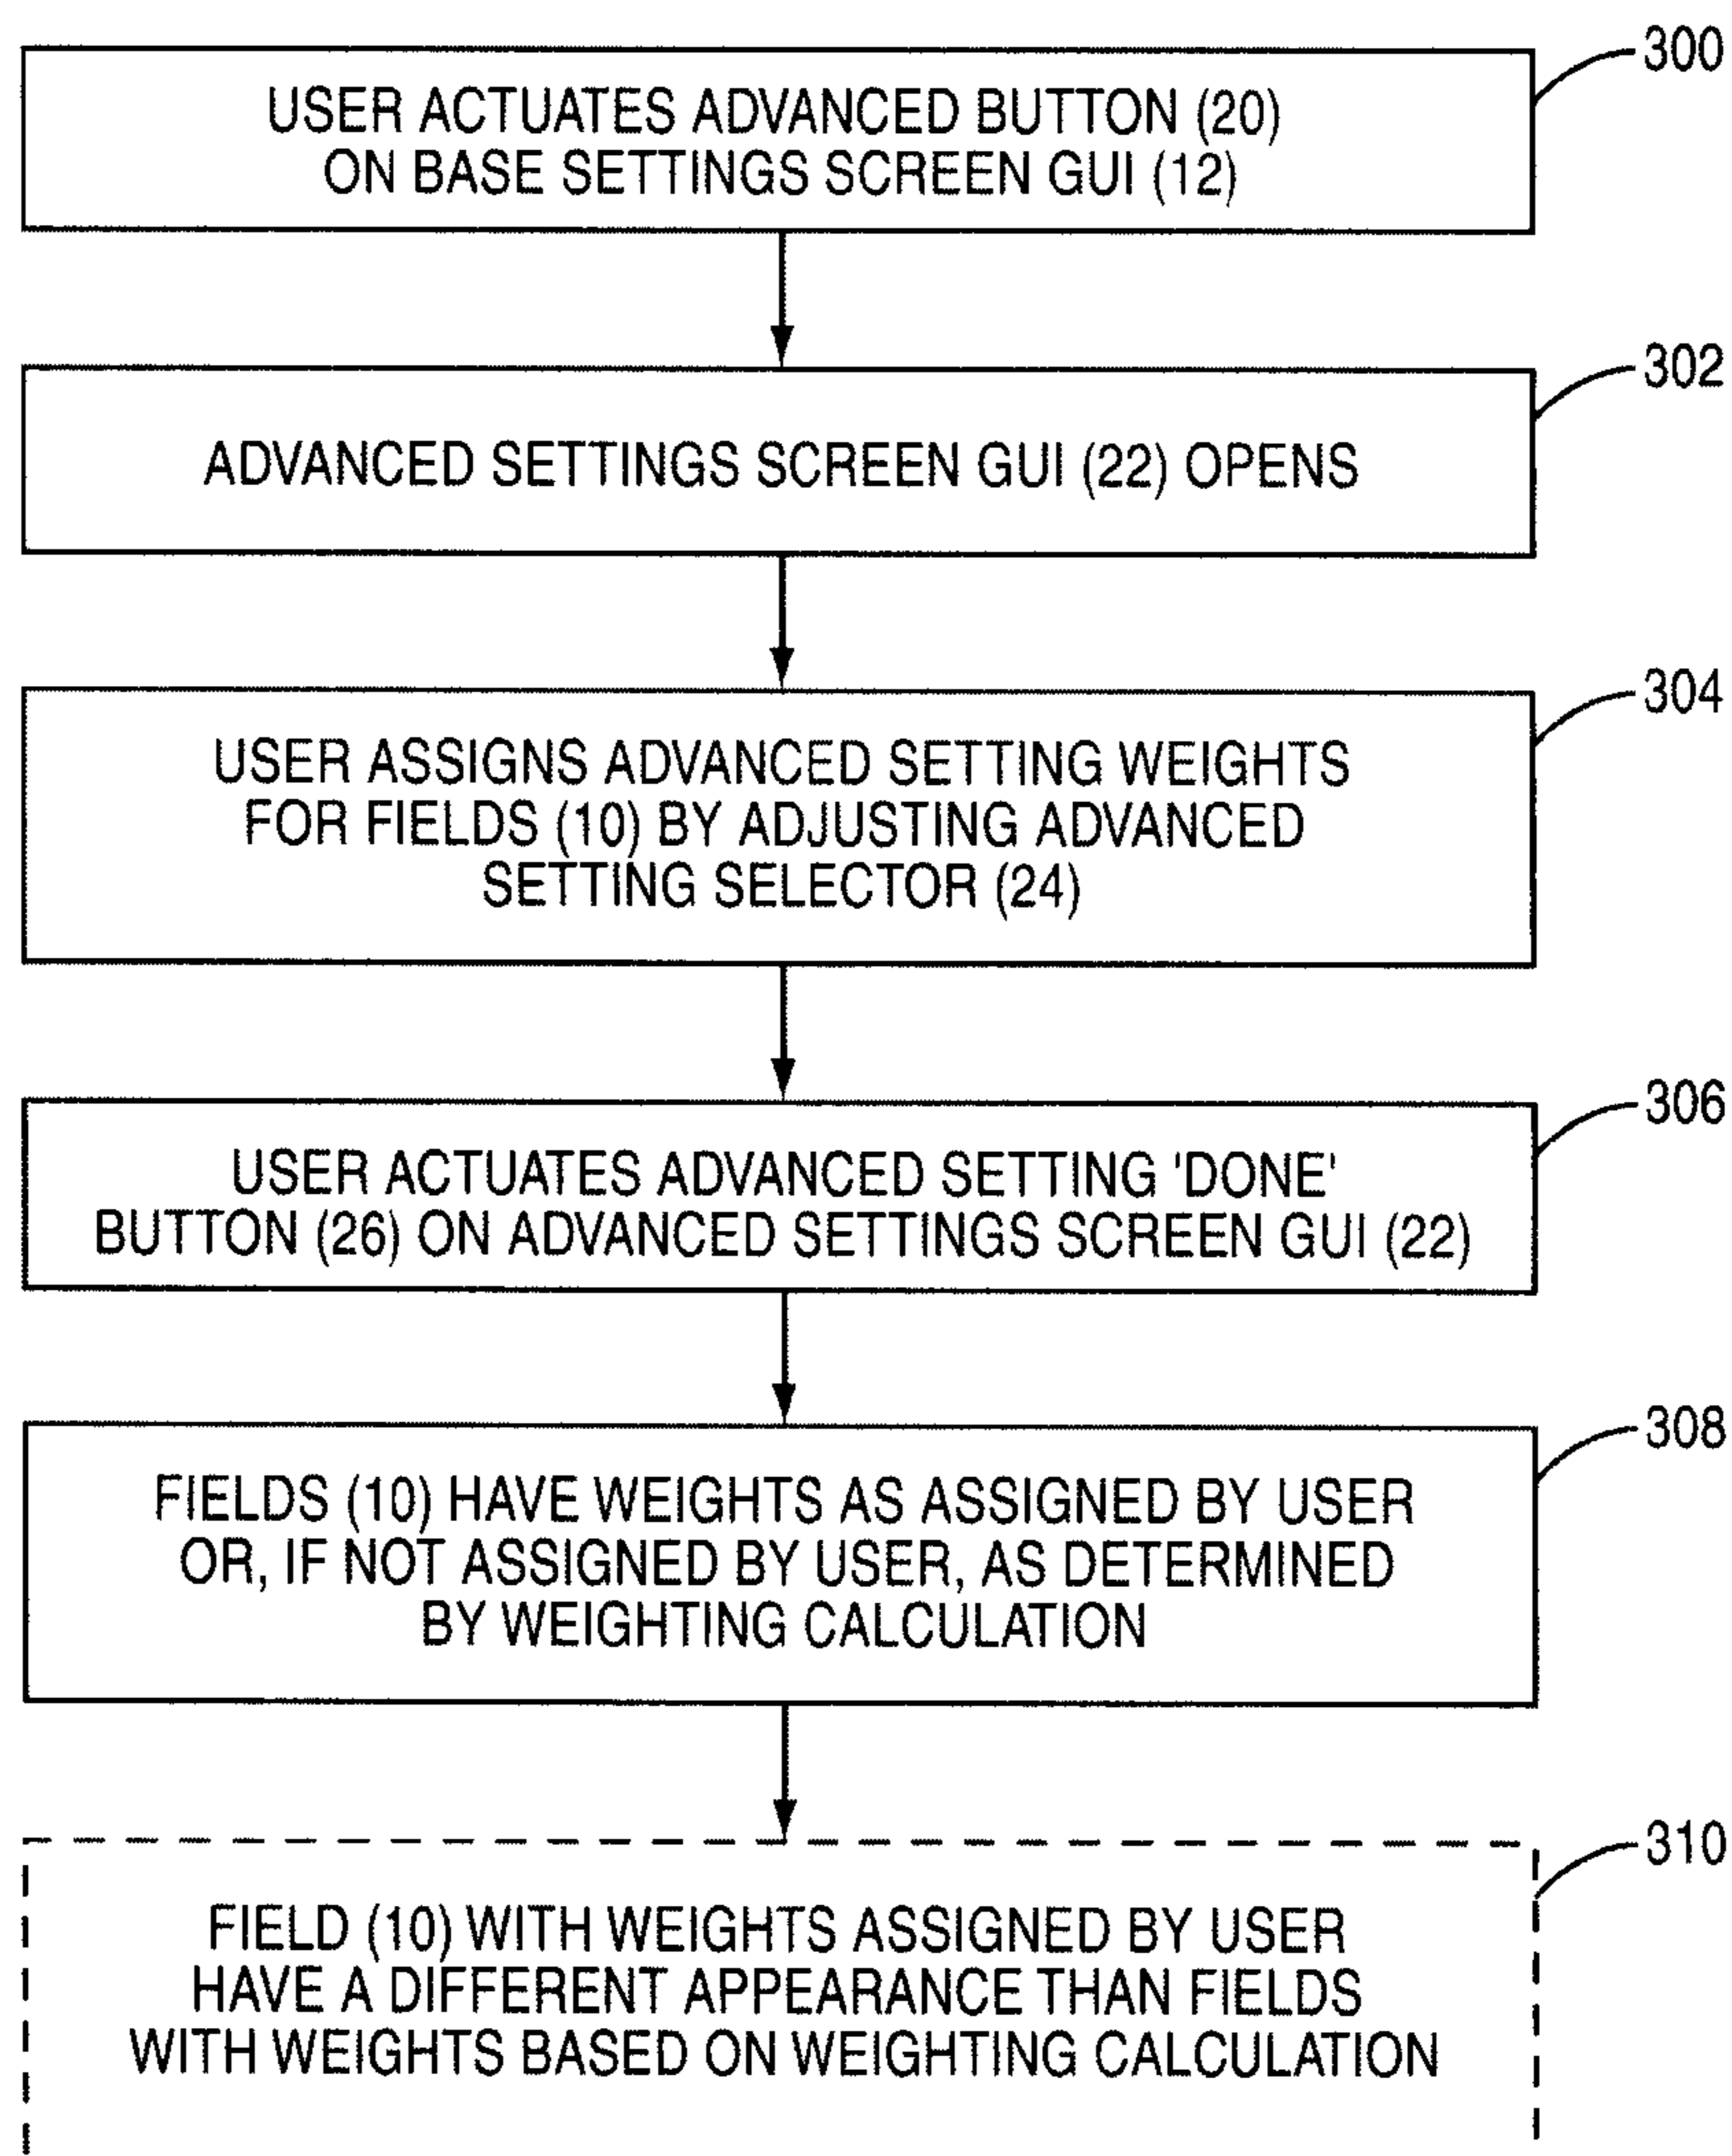 300
USER ACTUATES ADVANCED BUTTON (20)
ON BASE SETTINGS SCREEN GUI (12)
302
ADVANCED SETTINGS SCREEN GUI (22) OPENS
304
USER ASSIGNS ADVANCED SETTING WEIGHTS
FOR FIELDS (10) BY ADJUSTING ADVANCED
SETTING SELECTOR (24)
306
USER ACTUATES ADVANCED SETTING 'DONE'
BUTTON (26) ON ADVANCED SETTINGS SCREEN GUI (22)
308
FIELDS (10) HAVE WEIGHTS AS ASSIGNED BY USER
OR, IF NOT ASSIGNED BY USER, AS DETERMINED
BY WEIGHTING CALCULATION
310
FIELD (10) WITH WEIGHTS ASSIGNED BY USER
HAVE A DIFFERENT APPEARANCE THAN FIELDS
WITH WEIGHTS BASED ON WEIGHTING CALCULATION